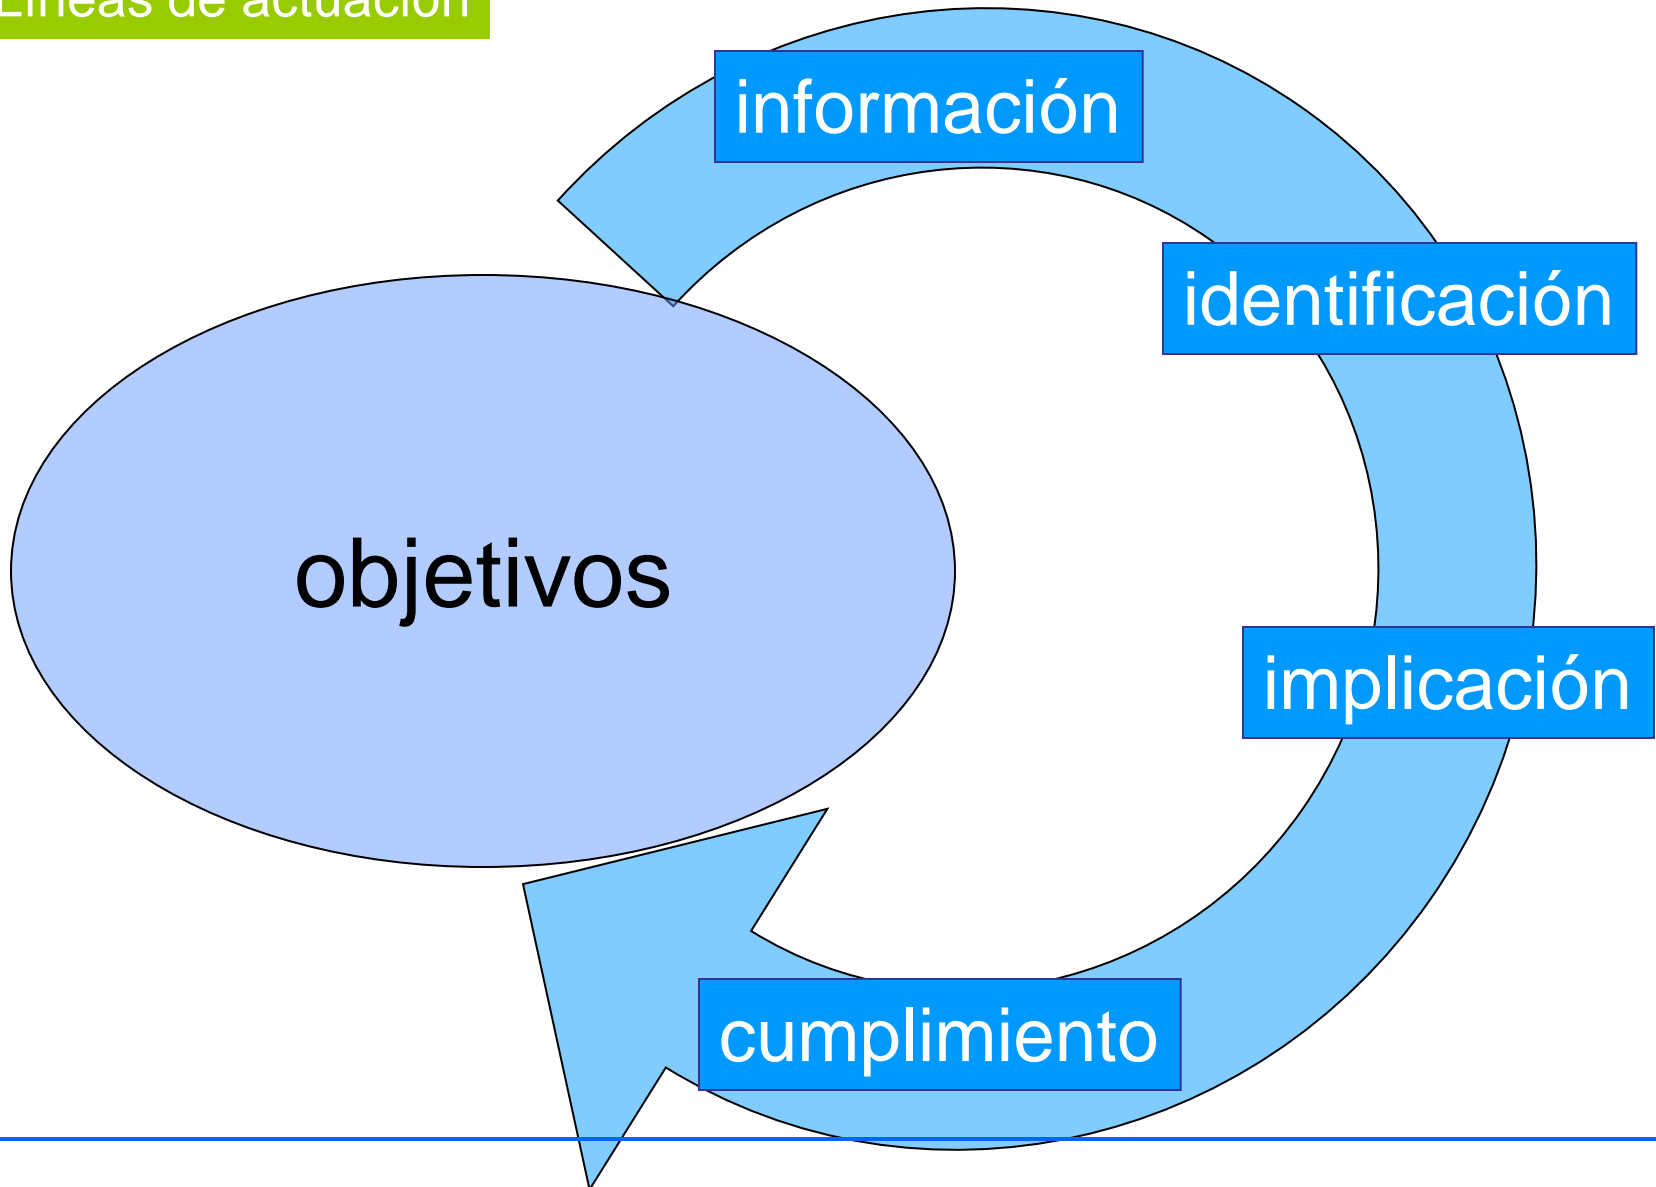 Líneas de actuación
información
identificación
objetivos
implicación
cumplimiento